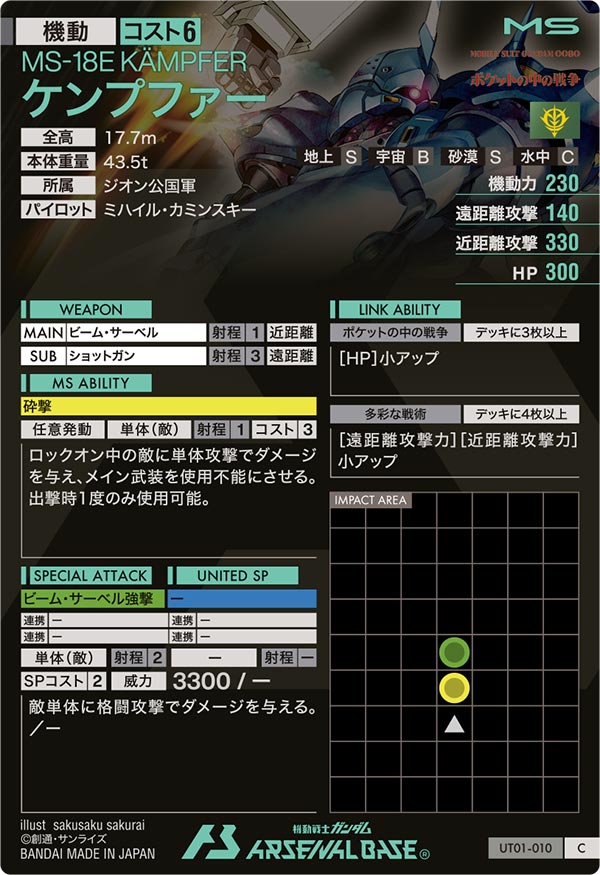 機動 コスト6
MS
MS-18E KÄMPFER
MOBILE SUIT GUNDAM 0080
ケンプファー
ポケットの中の戦争
全高 17.7m
本体重量 43.5t
所属 ジオン公国軍
パイロット ミハイル・カミンスキー
地上 S 宇宙 B 砂漠 S 水中 C
機動力 230
遠距離攻撃 140
近距離攻撃 330
HP 300
WEAPON
MAIN ビーム・サーベル 射程 1 近距離
SUB ショットガン 射程 3 遠距離
MS ABILITY
砕撃
任意発動 単体(敵) 射程 1 コスト 3
ロックオン中の敵に単体攻撃でダメージ
を与え、メイン武装を使用不能にさせる。
出撃時1度のみ使用可能。
LINK ABILITY
ポケットの中の戦争 デッキに3枚以上
[HP]小アップ
多彩な戦術 デッキに4枚以上
[遠距離攻撃力][近距離攻撃力]
小アップ
IMPACT AREA
SPECIAL ATTACK UNITED SP
ビーム・サーベル強撃 ー
連携 ー 連携 ー
連携 ー 連携 ー
単体(敵) 射程 2 ー 射程 ー
SPコスト 2 威力 3300 / ー
敵単体に格闘攻撃でダメージを与える。
/ー
illust sakusaku sakurai
©創通・サンライズ
BANDAI MADE IN JAPAN
機動戦士ガンダム
AB ARSENAL BASE®
UT01-010 C